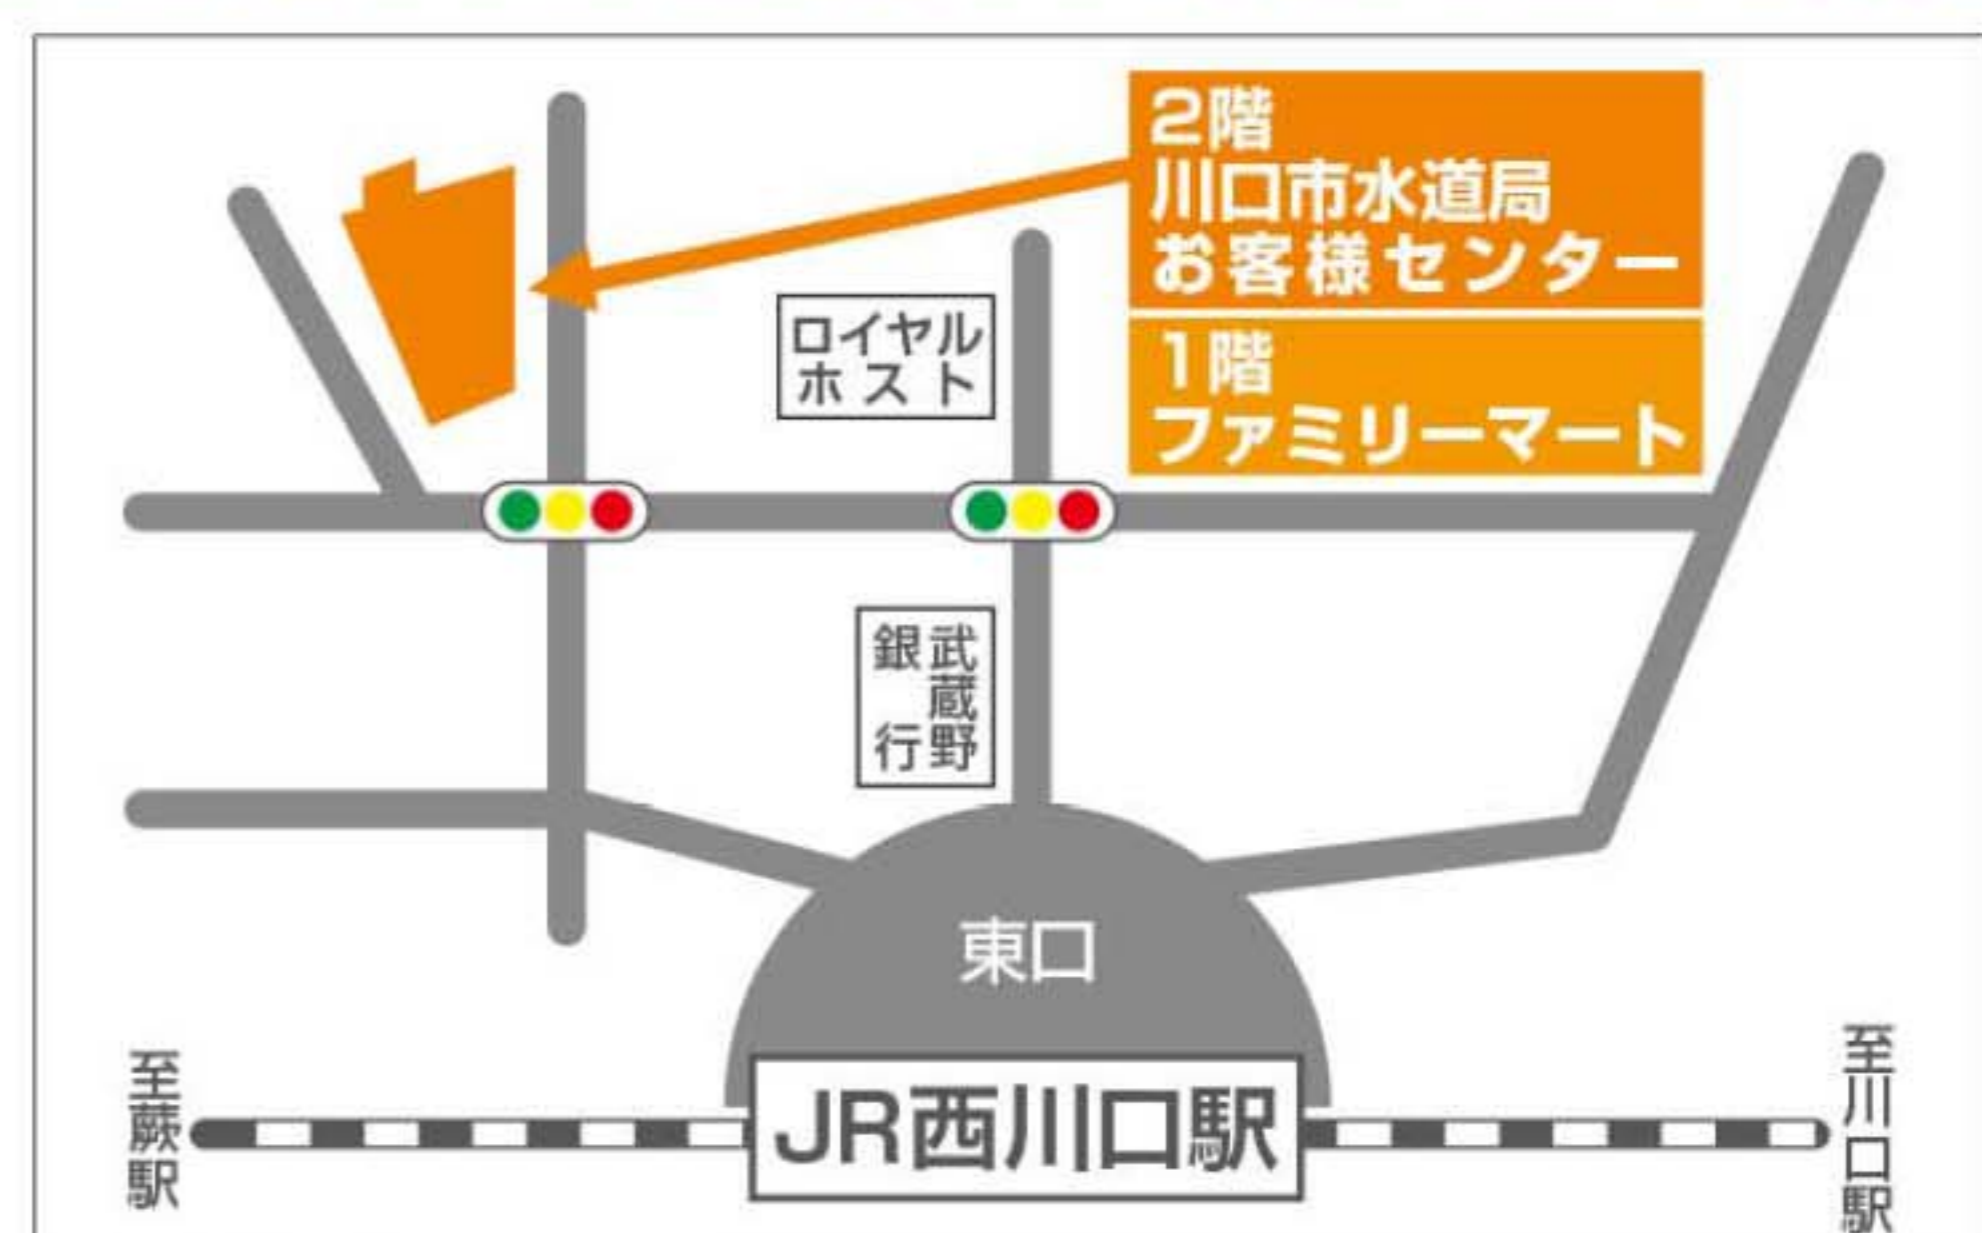 2階
川口市水道局
お客様センター
1階
ファミリーマート
ロイヤル
ホスト
武蔵野
銀行
東口
JR西川口駅
至蕨駅
至川口駅